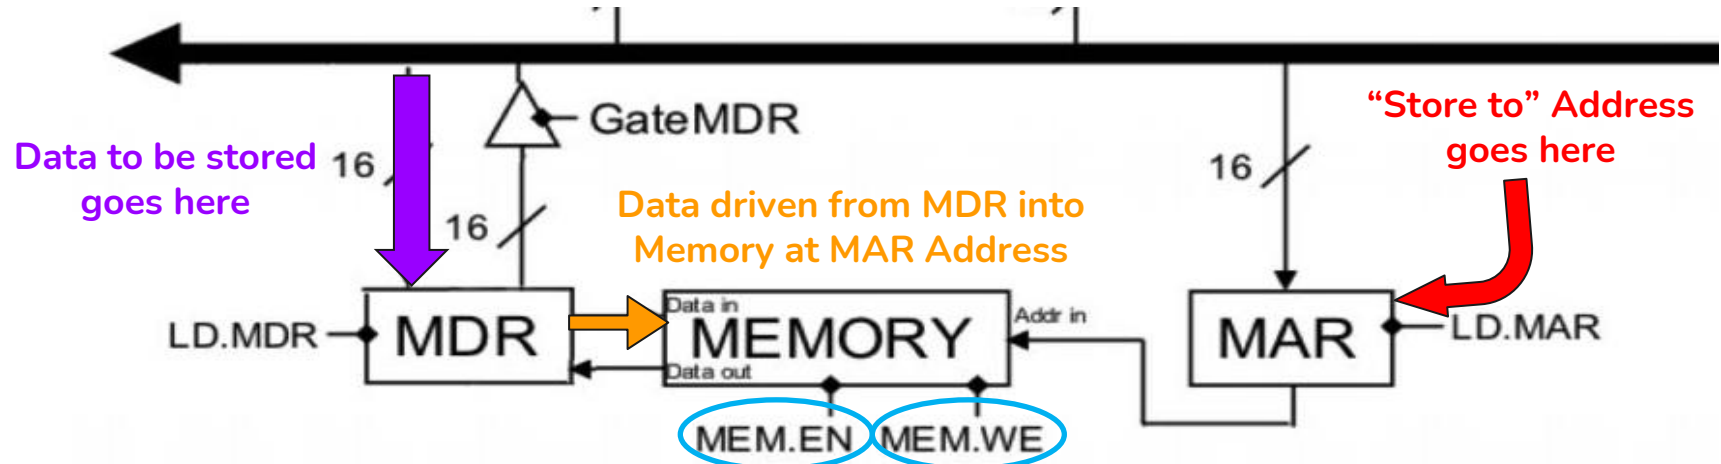 GateMDR
“Store to” Address
goes here
Data to be stored
goes here
16
16
16
Data driven from MDR into
Memory at MAR Address
LD.MDR
MDR
Data in
MEMORY
Data out
Addr in
MAR
LD.MAR
MEM.EN
MEM.WE